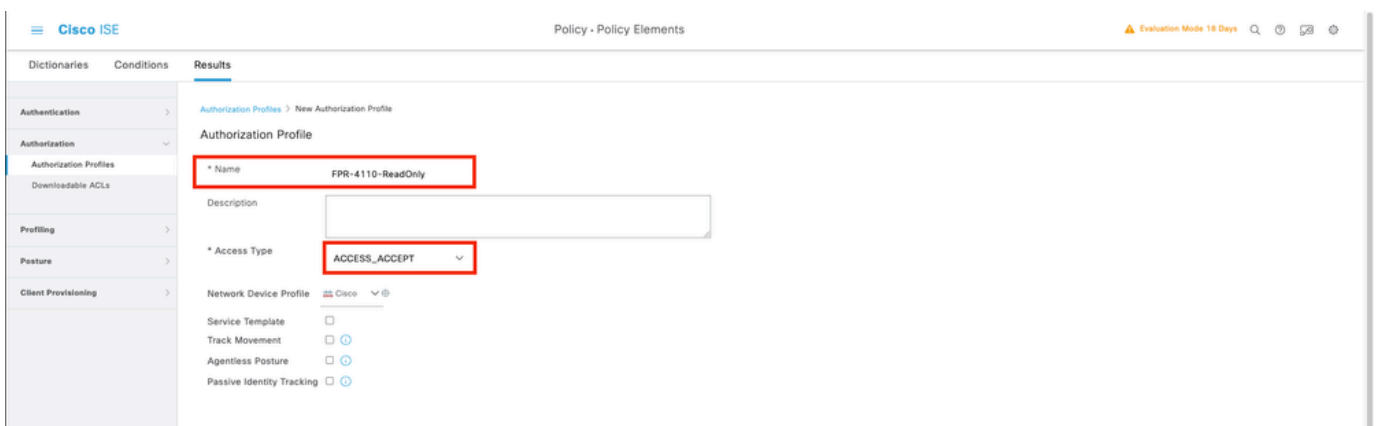 Cisco ISE
Policy · Policy Elements
Evaluation Mode 18 Days
Dictionaries Conditions Results
Authentication
Authorization
Authorization Profiles
Downloadable ACLs
Profiling
Posture
Client Provisioning
Authorization Profiles > New Authorization Profile
Authorization Profile
* Name FPR-4110-ReadOnly
Description
* Access Type ACCESS_ACCEPT
Network Device Profile Cisco
Service Template
Track Movement
Agentless Posture
Passive Identity Tracking